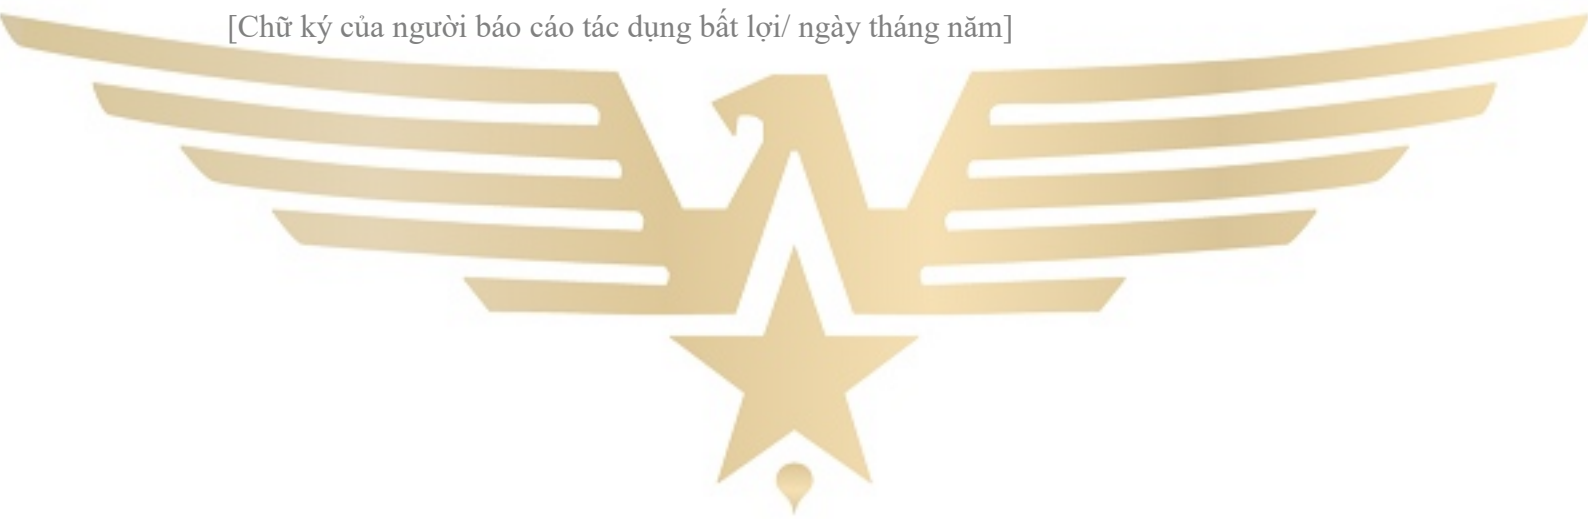 [Chữ ký của người báo cáo tác dụng bất lợi/ ngày tháng năm]